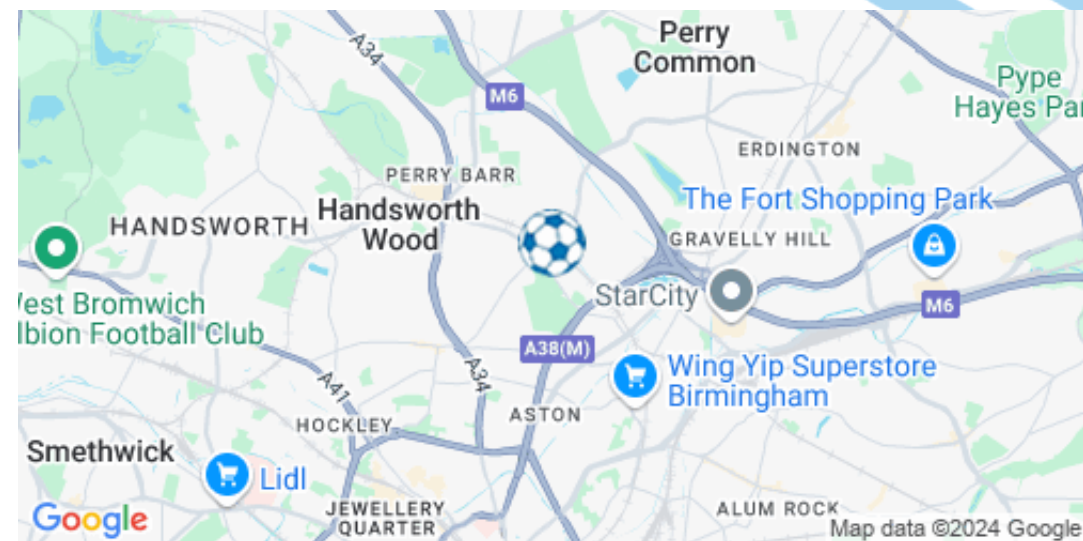 Perry
Common
A34
Pype
Hayes Par
M6
ERDINGTON
PERRY BARR
The Fort Shopping Park
Handsworth
Wood
HANDSWORTH
GRAVELLY HILL
StarCity
West Bromwich
lbion Football Club
M6
A38(M)
Wing Yip Superstore
Birmingham
A34
A41
ASTON
HOCKLEY
Smethwick
Lidl
JEWELLERY
QUARTER
ALUM ROCK
Google
Map data ©2024 Google